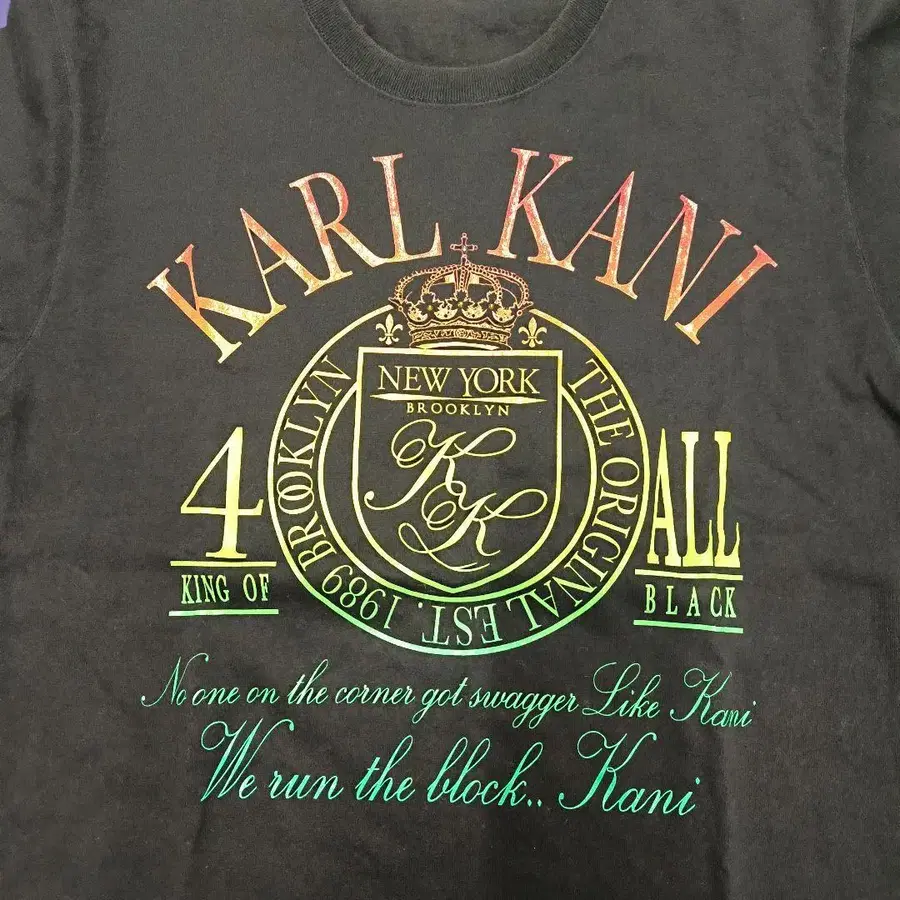 KARL KANI
NEW YORK
BROOKLYN
KK
BROOKLYN THE ORIGINAL EST. 1989
4 ALL
KING OF BLACK
No one on the corner got swagger Like Kani
We run the block.. Kani